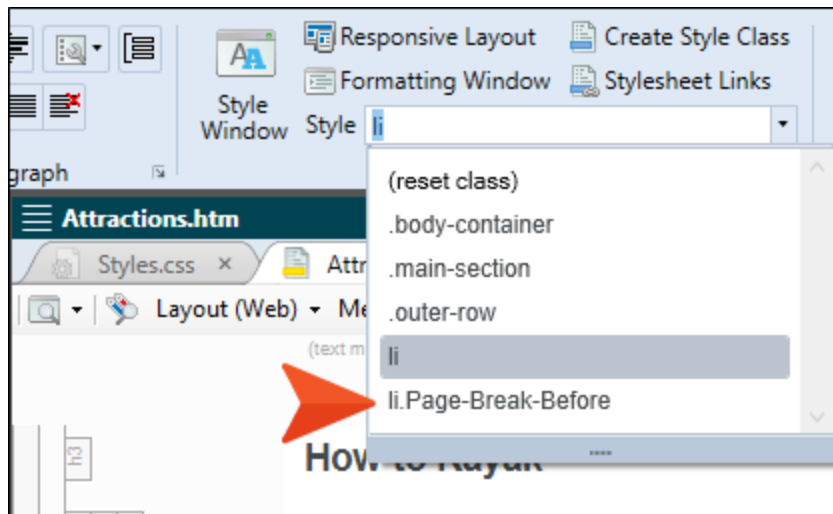 Responsive Layout
Create Style Class
Formatting Window
Stylesheet Links
Style
Window
Style li
(reset class)
.body-container
.main-section
.outer-row
li
li.Page-Break-Before
graph
Attractions.htm
Styles.css ×
Attr
Layout (Web)
Me
(text m
h3
How to Kayak